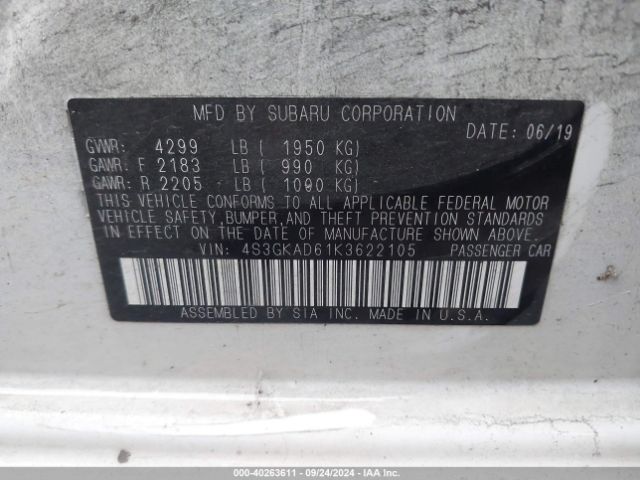 MFD BY SUBARU CORPORATION
DATE: 06/19
GVWR: 4299 LB ( 1950 KG)
GAWR: F 2183 LB ( 990 KG)
GAWR: R 2205 LB ( 1000 KG)
THIS VEHICLE CONFORMS TO ALL APPLICABLE FEDERAL MOTOR
VEHICLE SAFETY, BUMPER, AND THEFT PREVENTION STANDARDS
IN EFFECT ON THE DATE OF MANUFACTURE SHOWN ABOVE.
VIN: 4S3GKAD61K3622105 PASSENGER CAR
ASSEMBLED BY SIA INC. MADE IN U.S.A.
000-40263611 - 09/24/2024 - IAA Inc.